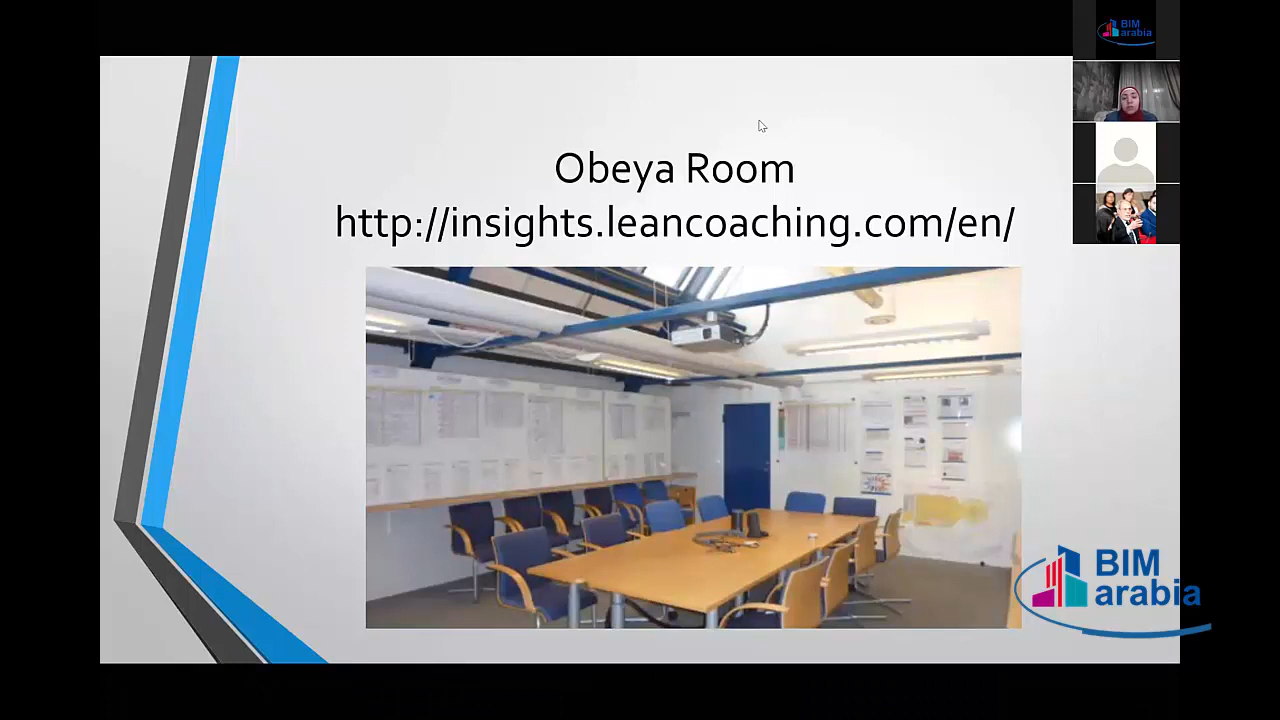 BIM
arabia
Obeya Room
http://insights.leancoaching.com/en/
BIM
arabia